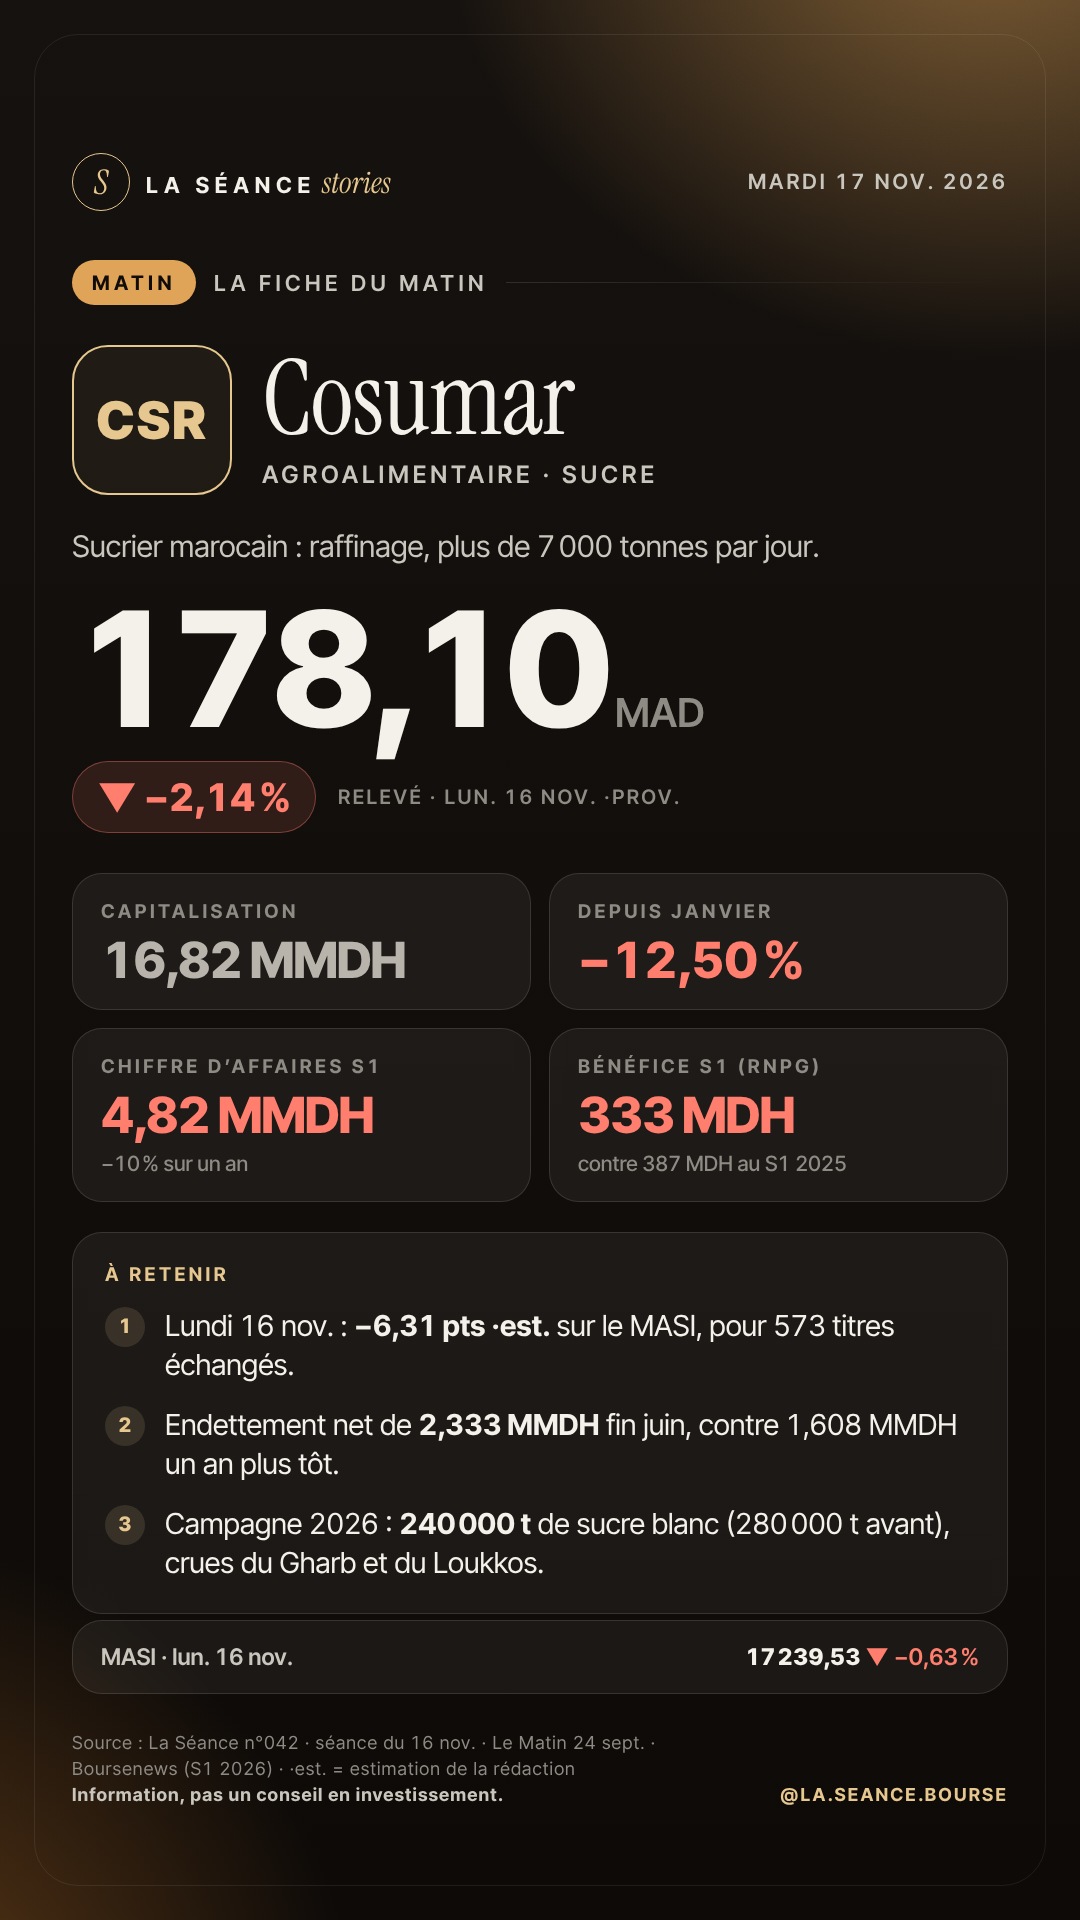 S LA SÉANCE stories
MARDI 17 NOV. 2026
MATIN LA FICHE DU MATIN
CSR
Cosumar
AGROALIMENTAIRE · SUCRE
Sucrier marocain : raffinage, plus de 7 000 tonnes par jour.
178,10 MAD
▼ −2,14 % RELEVÉ · LUN. 16 NOV. ·PROV.
CAPITALISATION
16,82 MMDH
DEPUIS JANVIER
−12,50 %
CHIFFRE D’AFFAIRES S1
4,82 MMDH
−10 % sur un an
BÉNÉFICE S1 (RNPG)
333 MDH
contre 387 MDH au S1 2025
À RETENIR
1 Lundi 16 nov. : −6,31 pts ·est. sur le MASI, pour 573 titres
échangés.
2 Endettement net de 2,333 MMDH fin juin, contre 1,608 MMDH
un an plus tôt.
3 Campagne 2026 : 240 000 t de sucre blanc (280 000 t avant),
crues du Gharb et du Loukkos.
MASI · lun. 16 nov. 17 239,53 ▼ −0,63 %
Source : La Séance n°042 · séance du 16 nov. · Le Matin 24 sept. ·
Boursenews (S1 2026) · ·est. = estimation de la rédaction
Information, pas un conseil en investissement.
@LA.SEANCE.BOURSE